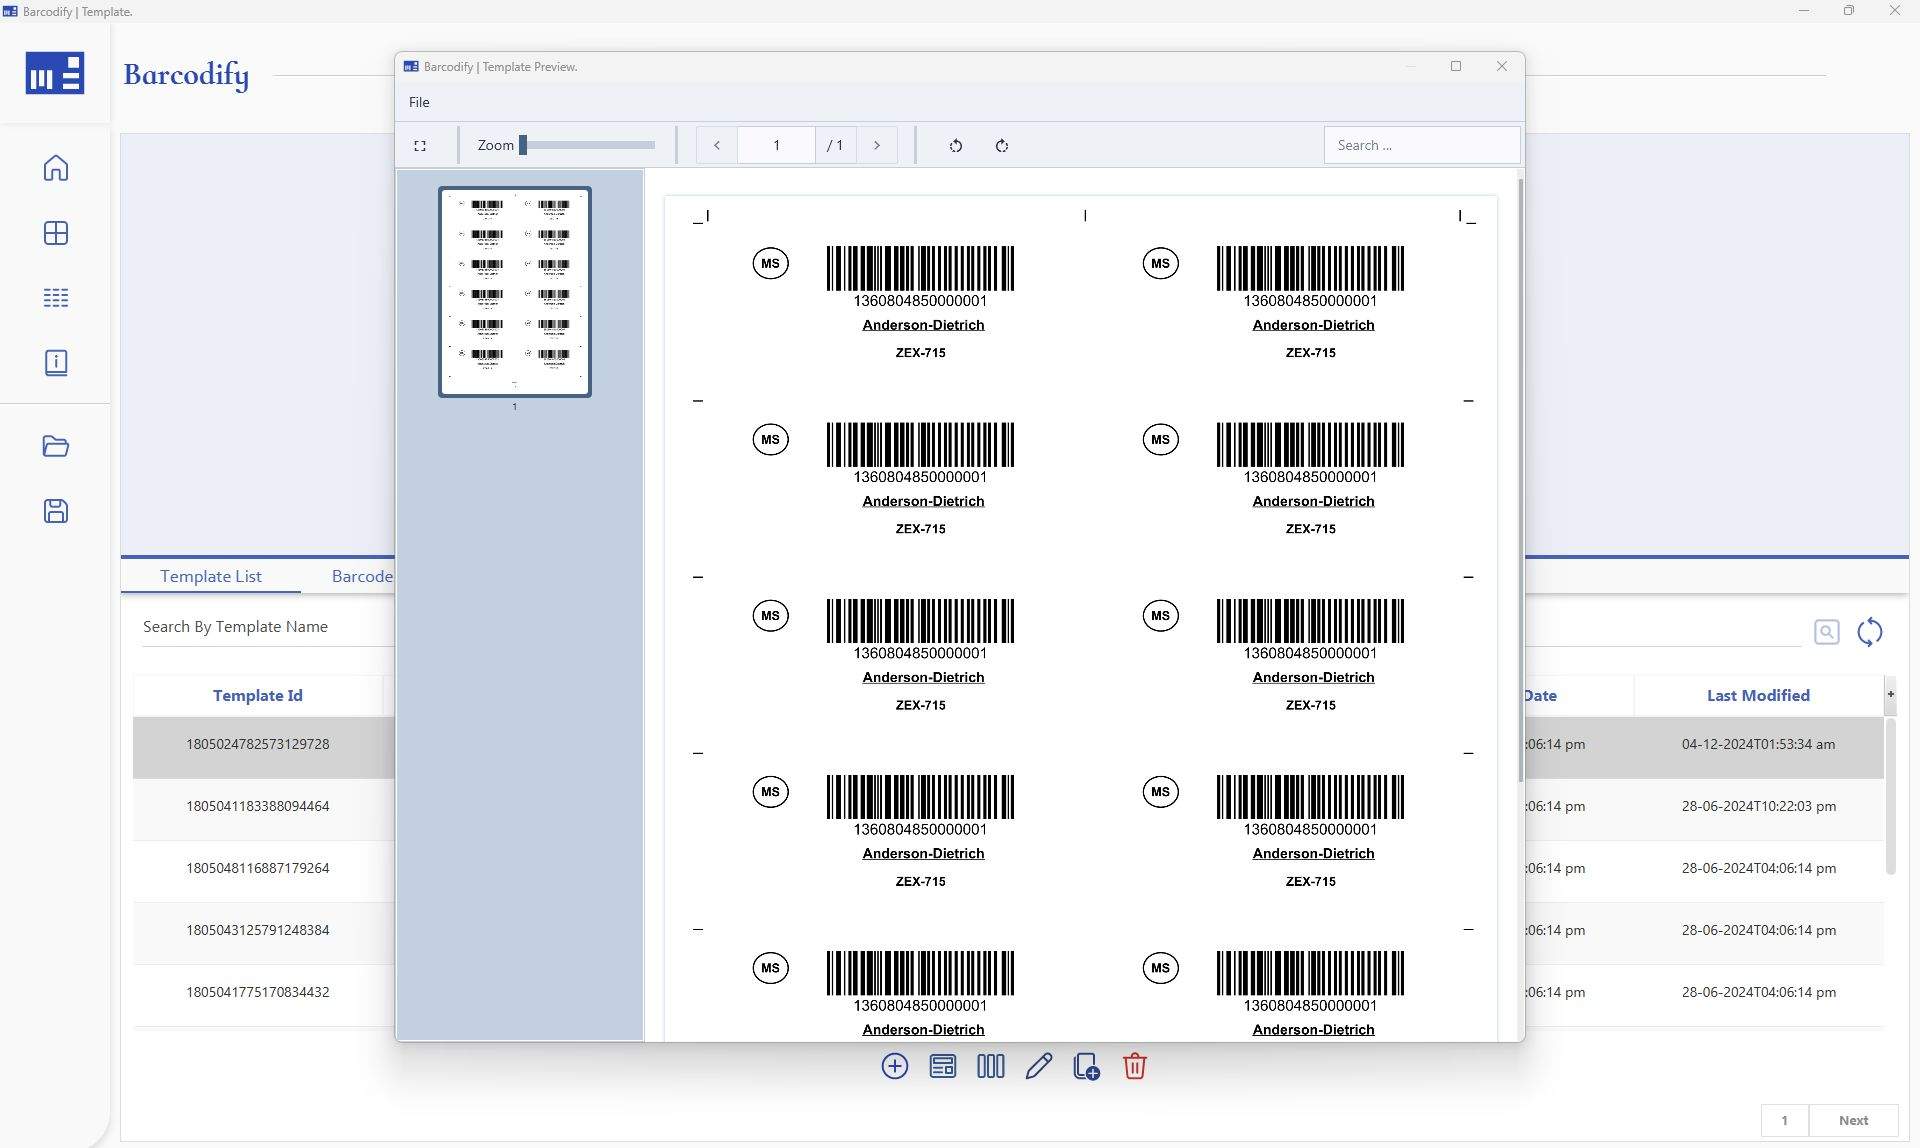 Barcodify | Template.
Barcodify
Barcodify | Template Preview.
File
Zoom
1
/ 1
Search ...
1
MS
1360804850000001
Anderson-Dietrich
ZEX-715
MS
1360804850000001
Anderson-Dietrich
ZEX-715
MS
1360804850000001
Anderson-Dietrich
ZEX-715
MS
1360804850000001
Anderson-Dietrich
ZEX-715
MS
1360804850000001
Anderson-Dietrich
ZEX-715
MS
1360804850000001
Anderson-Dietrich
ZEX-715
MS
1360804850000001
Anderson-Dietrich
ZEX-715
MS
1360804850000001
Anderson-Dietrich
ZEX-715
MS
1360804850000001
Anderson-Dietrich
MS
1360804850000001
Anderson-Dietrich
Template List
Barcode
Search By Template Name
Template Id
Date
Last Modified
+
1805024782573129728
:06:14 pm
04-12-2024T01:53:34 am
1805041183388094464
:06:14 pm
28-06-2024T10:22:03 pm
1805048116887179264
:06:14 pm
28-06-2024T04:06:14 pm
1805043125791248384
:06:14 pm
28-06-2024T04:06:14 pm
1805041775170834432
:06:14 pm
28-06-2024T04:06:14 pm
1
Next